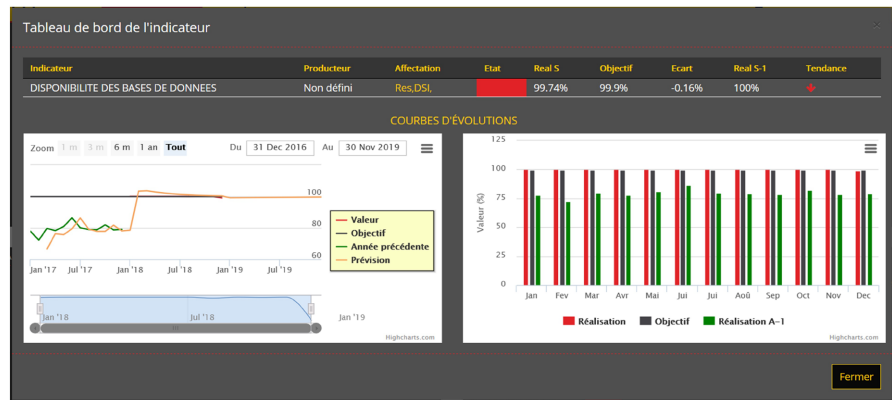 Tableau de bord de l'indicateur
×
Indicateur Producteur Affectation Etat Real S Objectif Ecart Real S-1 Tendance
DISPONIBILITE DES BASES DE DONNEES Non défini Res,DSI, 99.74% 99.9% -0.16% 100%
COURBES D'ÉVOLUTIONS
Zoom 1 m 3 m 6 m 1 an Tout Du 31 Dec 2016 Au 30 Nov 2019
100
80
60
Jan '17 Jul '17 Jan '18 Jul '18 Jan '19 Jul '19
Valeur
Objectif
Année précédente
Prévision
Jan '18 Jul '18 Jan '19
Highcharts.com
Valeur (%)
125
100
75
50
25
0
Jan Fev Mar Avr Mai Jui Jui Aoû Sep Oct Nov Dec
Réalisation Objectif Réalisation A-1
Highcharts.com
Fermer